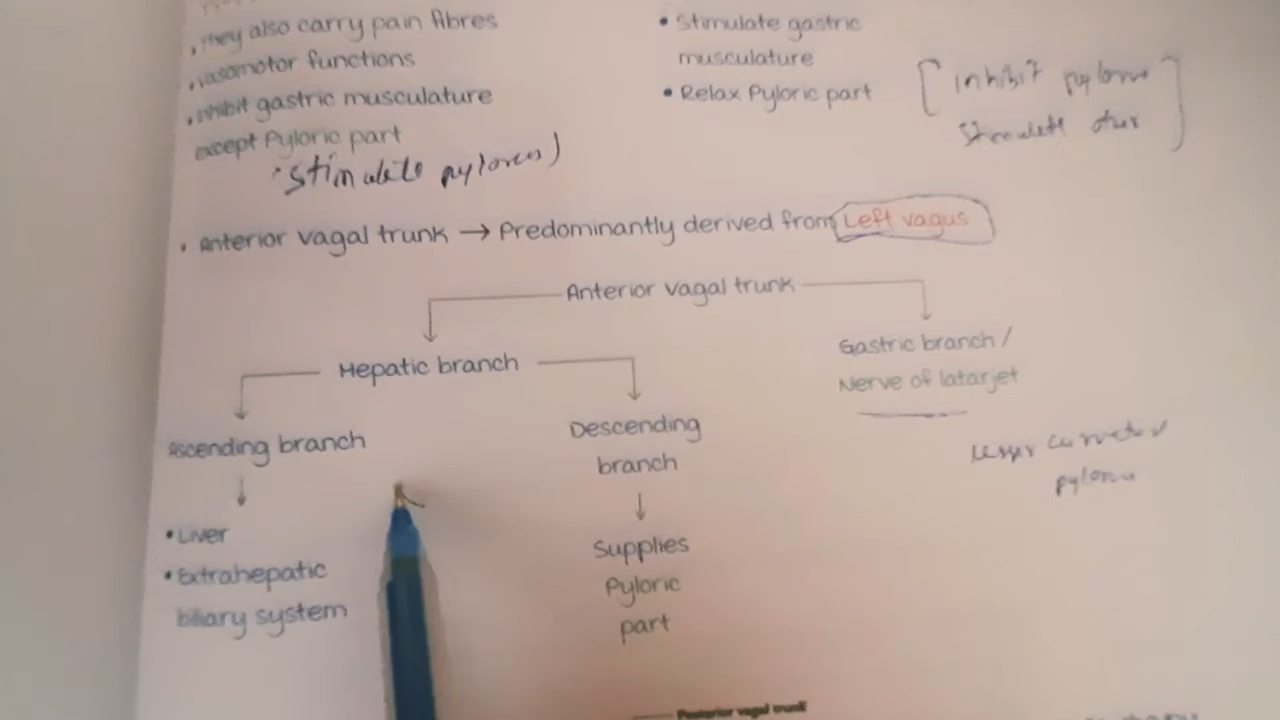 They also carry pain fibres
vasomotor functions
inhibit gastric musculature
except Pyloric part
stimulate pylorus)
• Stimulate gastric
musculature
• Relax Pyloric part
[inhibit pylorus
stimulate other]
• Anterior vagal trunk → Predominantly derived from Left vagus
Anterior vagal trunk
Hepatic branch
Gastric branch /
Nerve of latarjet
Ascending branch
Descending
branch
lesser curvature
pylorus
• Liver
• Extrahepatic
biliary system
Supplies
Pyloric
part
Posterior vagal trunk